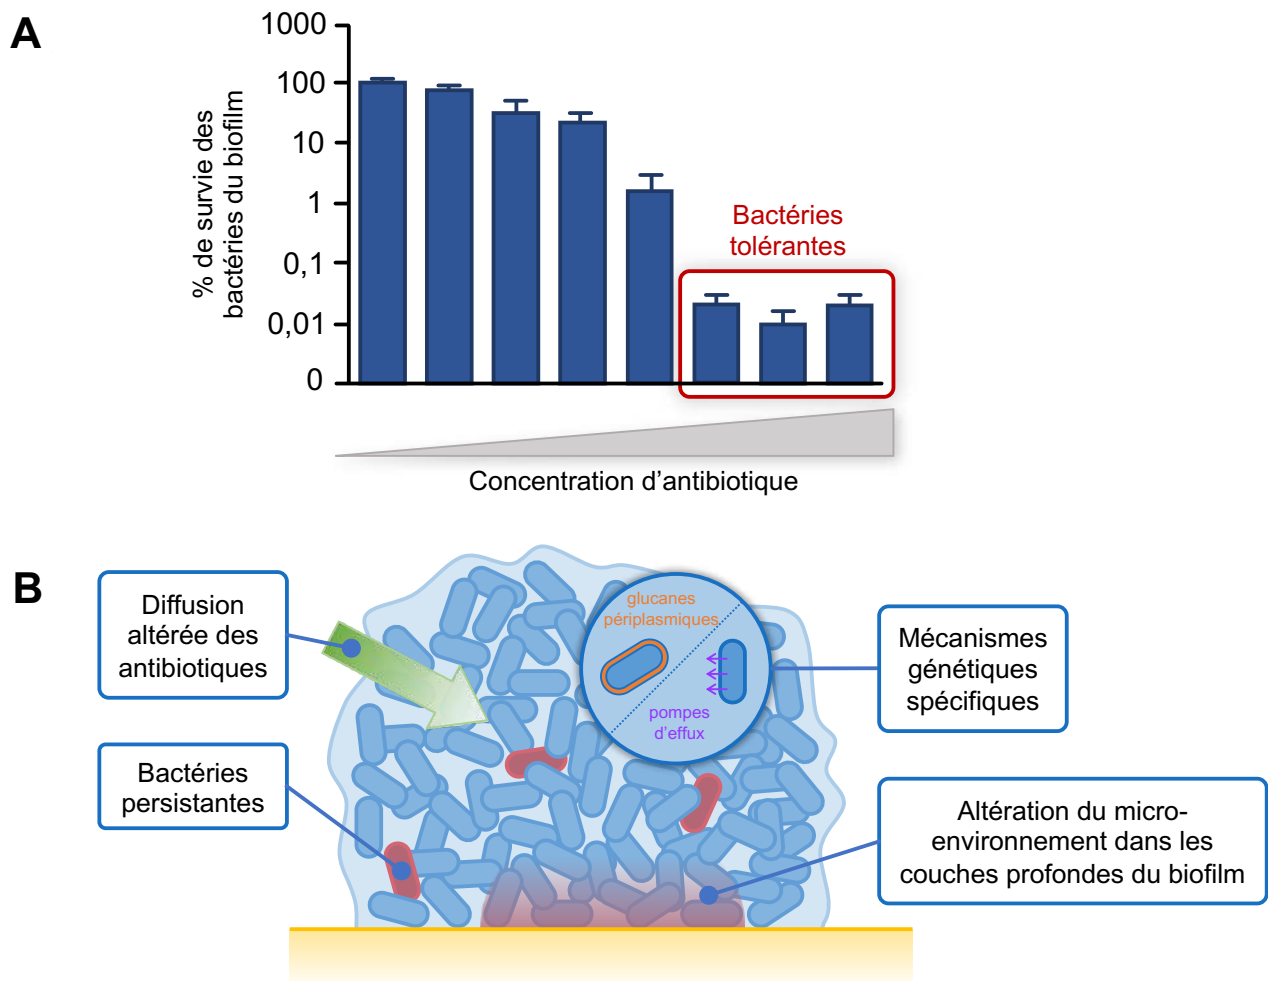 A
1000
100
10
1
0,1
0,01
0
% de survie des
bactéries du biofilm
Bactéries
tolérantes
Concentration d’antibiotique
B
Diffusion
altérée des
antibiotiques
Bactéries
persistantes
glucanes
périplasmiques
pompes
d’efflux
Mécanismes
génétiques
spécifiques
Altération du micro-
environnement dans les
couches profondes du biofilm